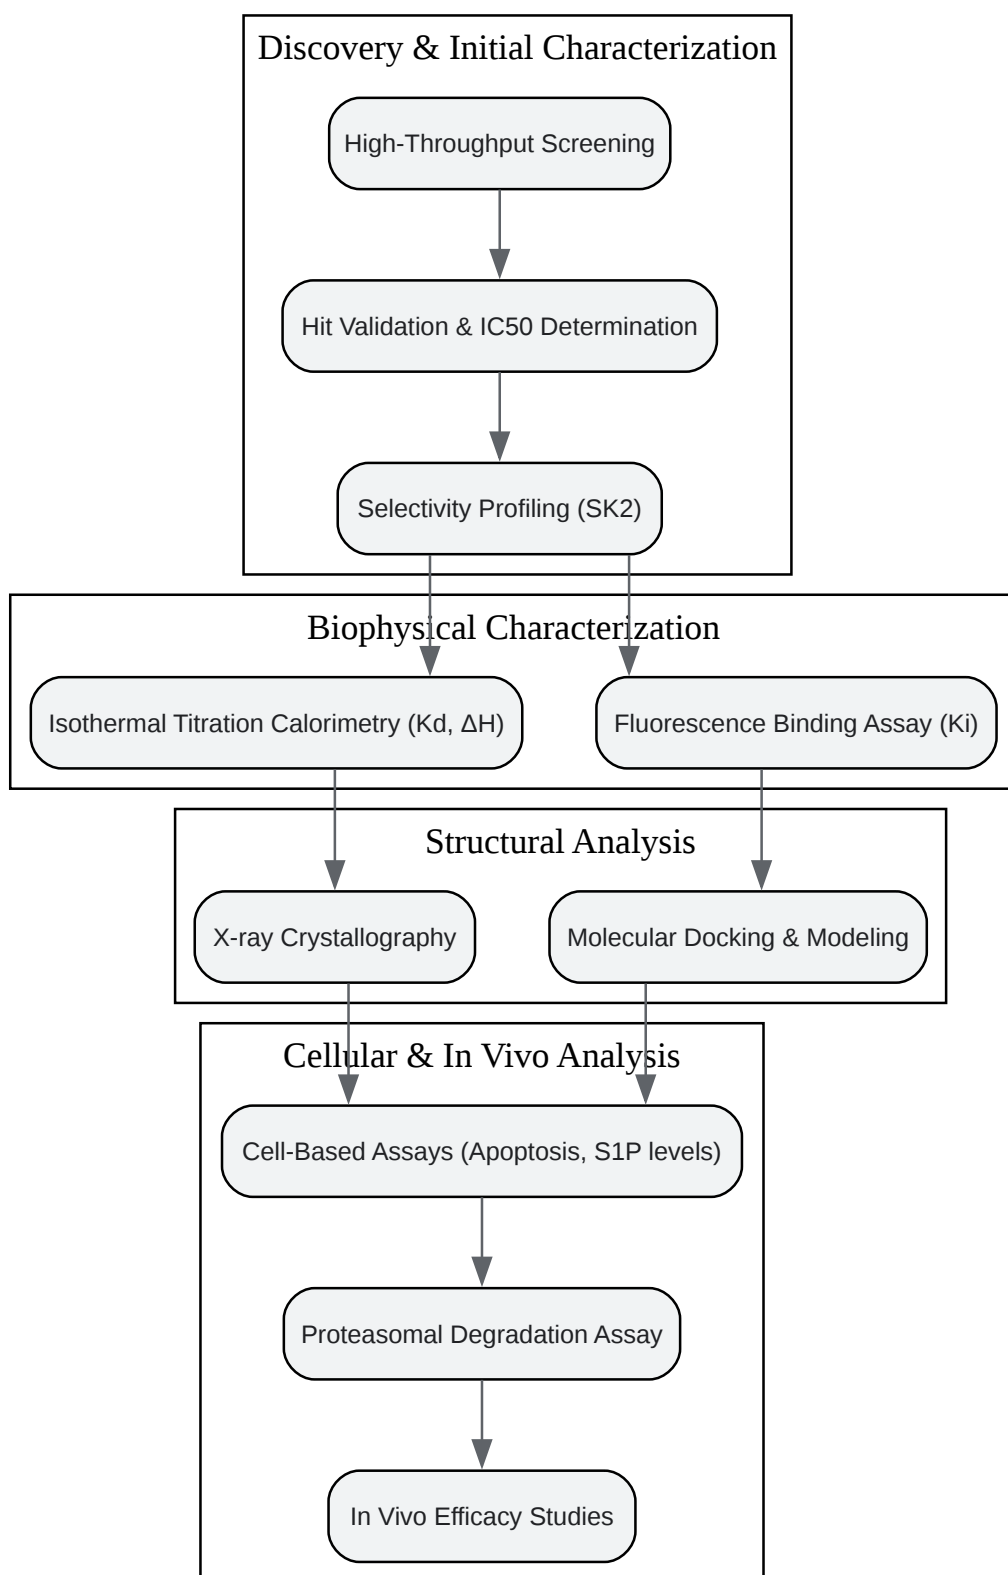 Discovery & Initial Characterization
High-Throughput Screening
Hit Validation & IC50 Determination
Selectivity Profiling (SK2)
Biophysical Characterization
Isothermal Titration Calorimetry (Kd, ΔH)
Fluorescence Binding Assay (Ki)
Structural Analysis
X-ray Crystallography
Molecular Docking & Modeling
Cellular & In Vivo Analysis
Cell-Based Assays (Apoptosis, S1P levels)
Proteasomal Degradation Assay
In Vivo Efficacy Studies